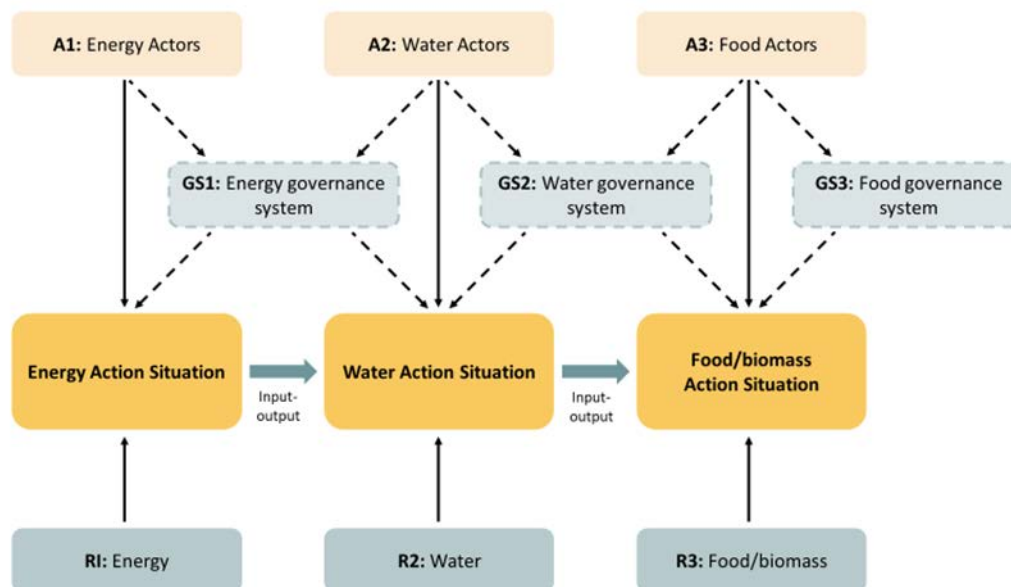 A1: Energy Actors
A2: Water Actors
A3: Food Actors
GS1: Energy governance
system
GS2: Water governance
system
GS3: Food governance
system
Energy Action Situation
Input-
output
Water Action Situation
Input-
output
Food/biomass
Action Situation
RI: Energy
R2: Water
R3: Food/biomass